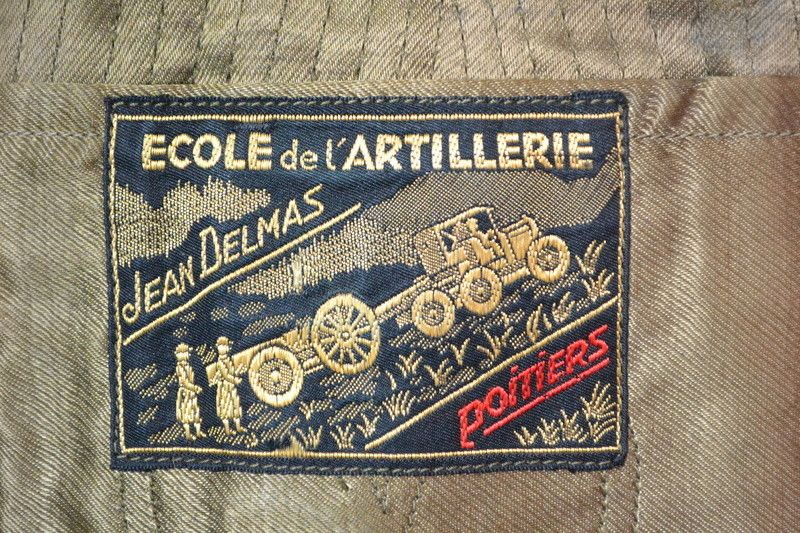 ECOLE de l'ARTILLERIE
JEAN DELMAS
POITIERS